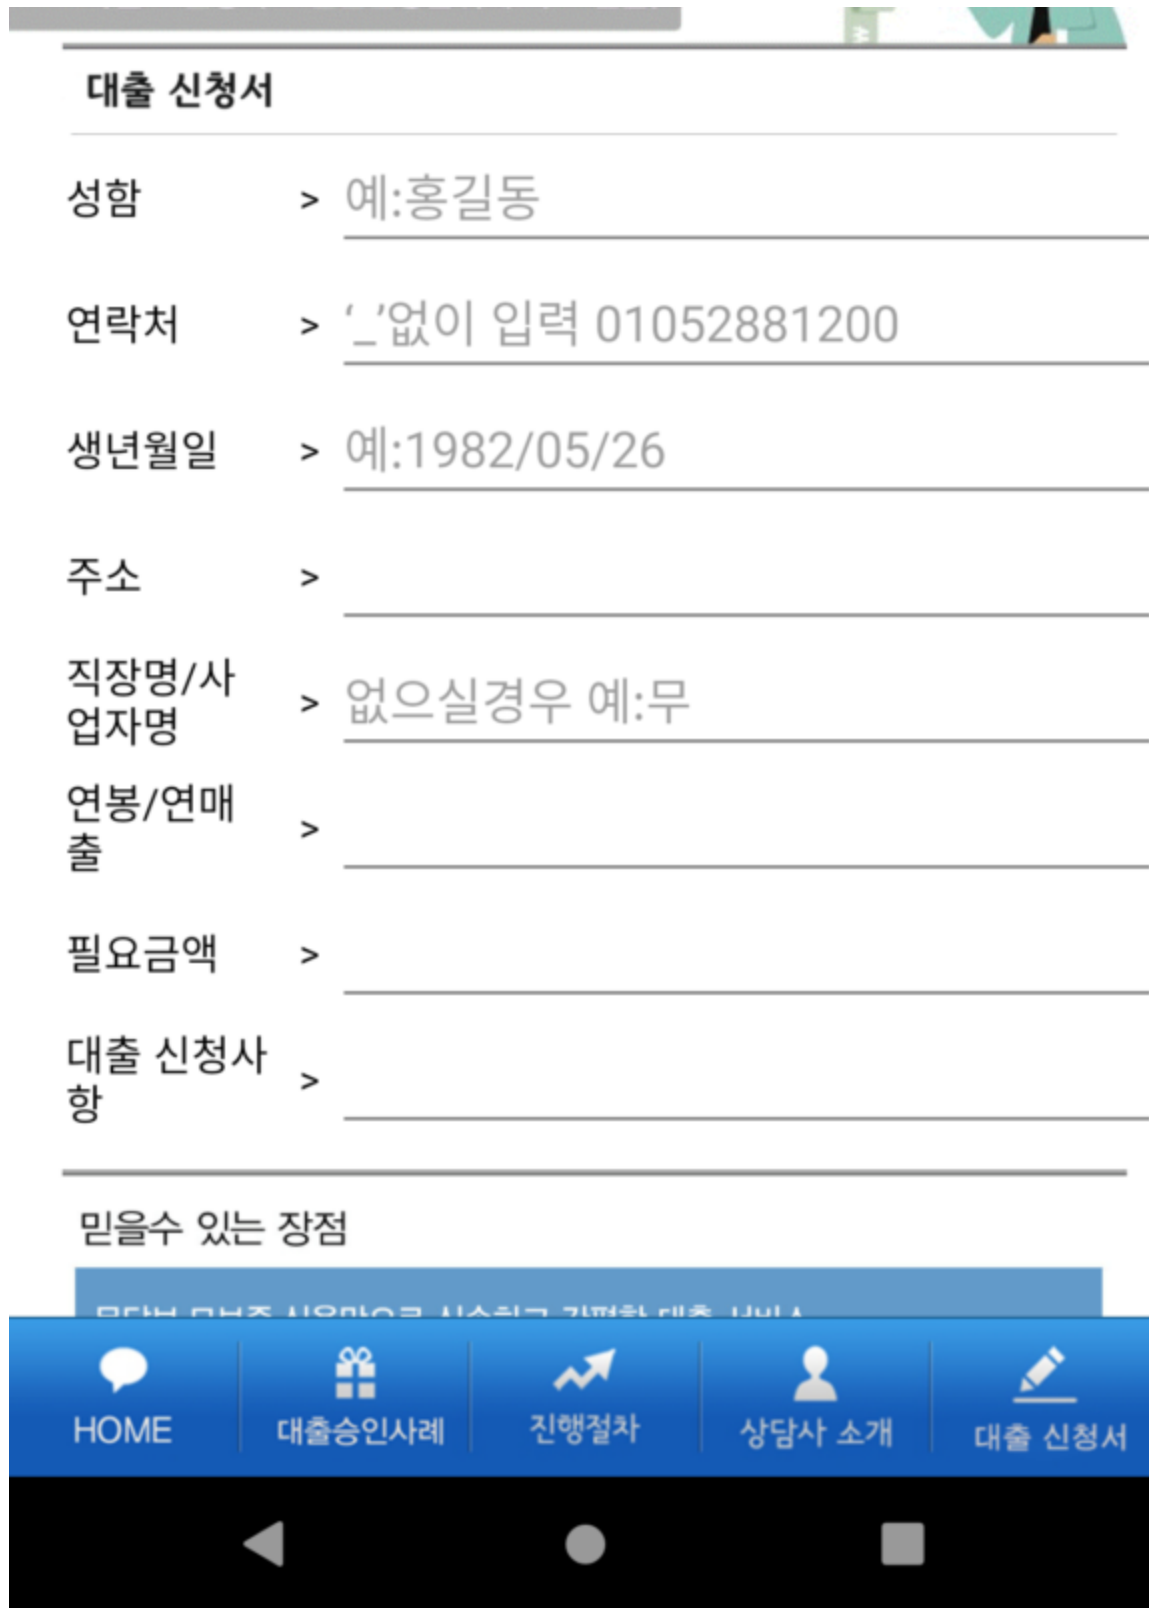 대출 신청서
성함 > 예:홍길동
연락처 > ‘_’없이 입력 01052881200
생년월일 > 예:1982/05/26
주소 >
직장명/사
업자명 > 없으실경우 예:무
연봉/연매
출 >
필요금액 >
대출 신청사
항 >
믿을수 있는 장점
HOME
대출승인사례
진행절차
상담사 소개
대출 신청서